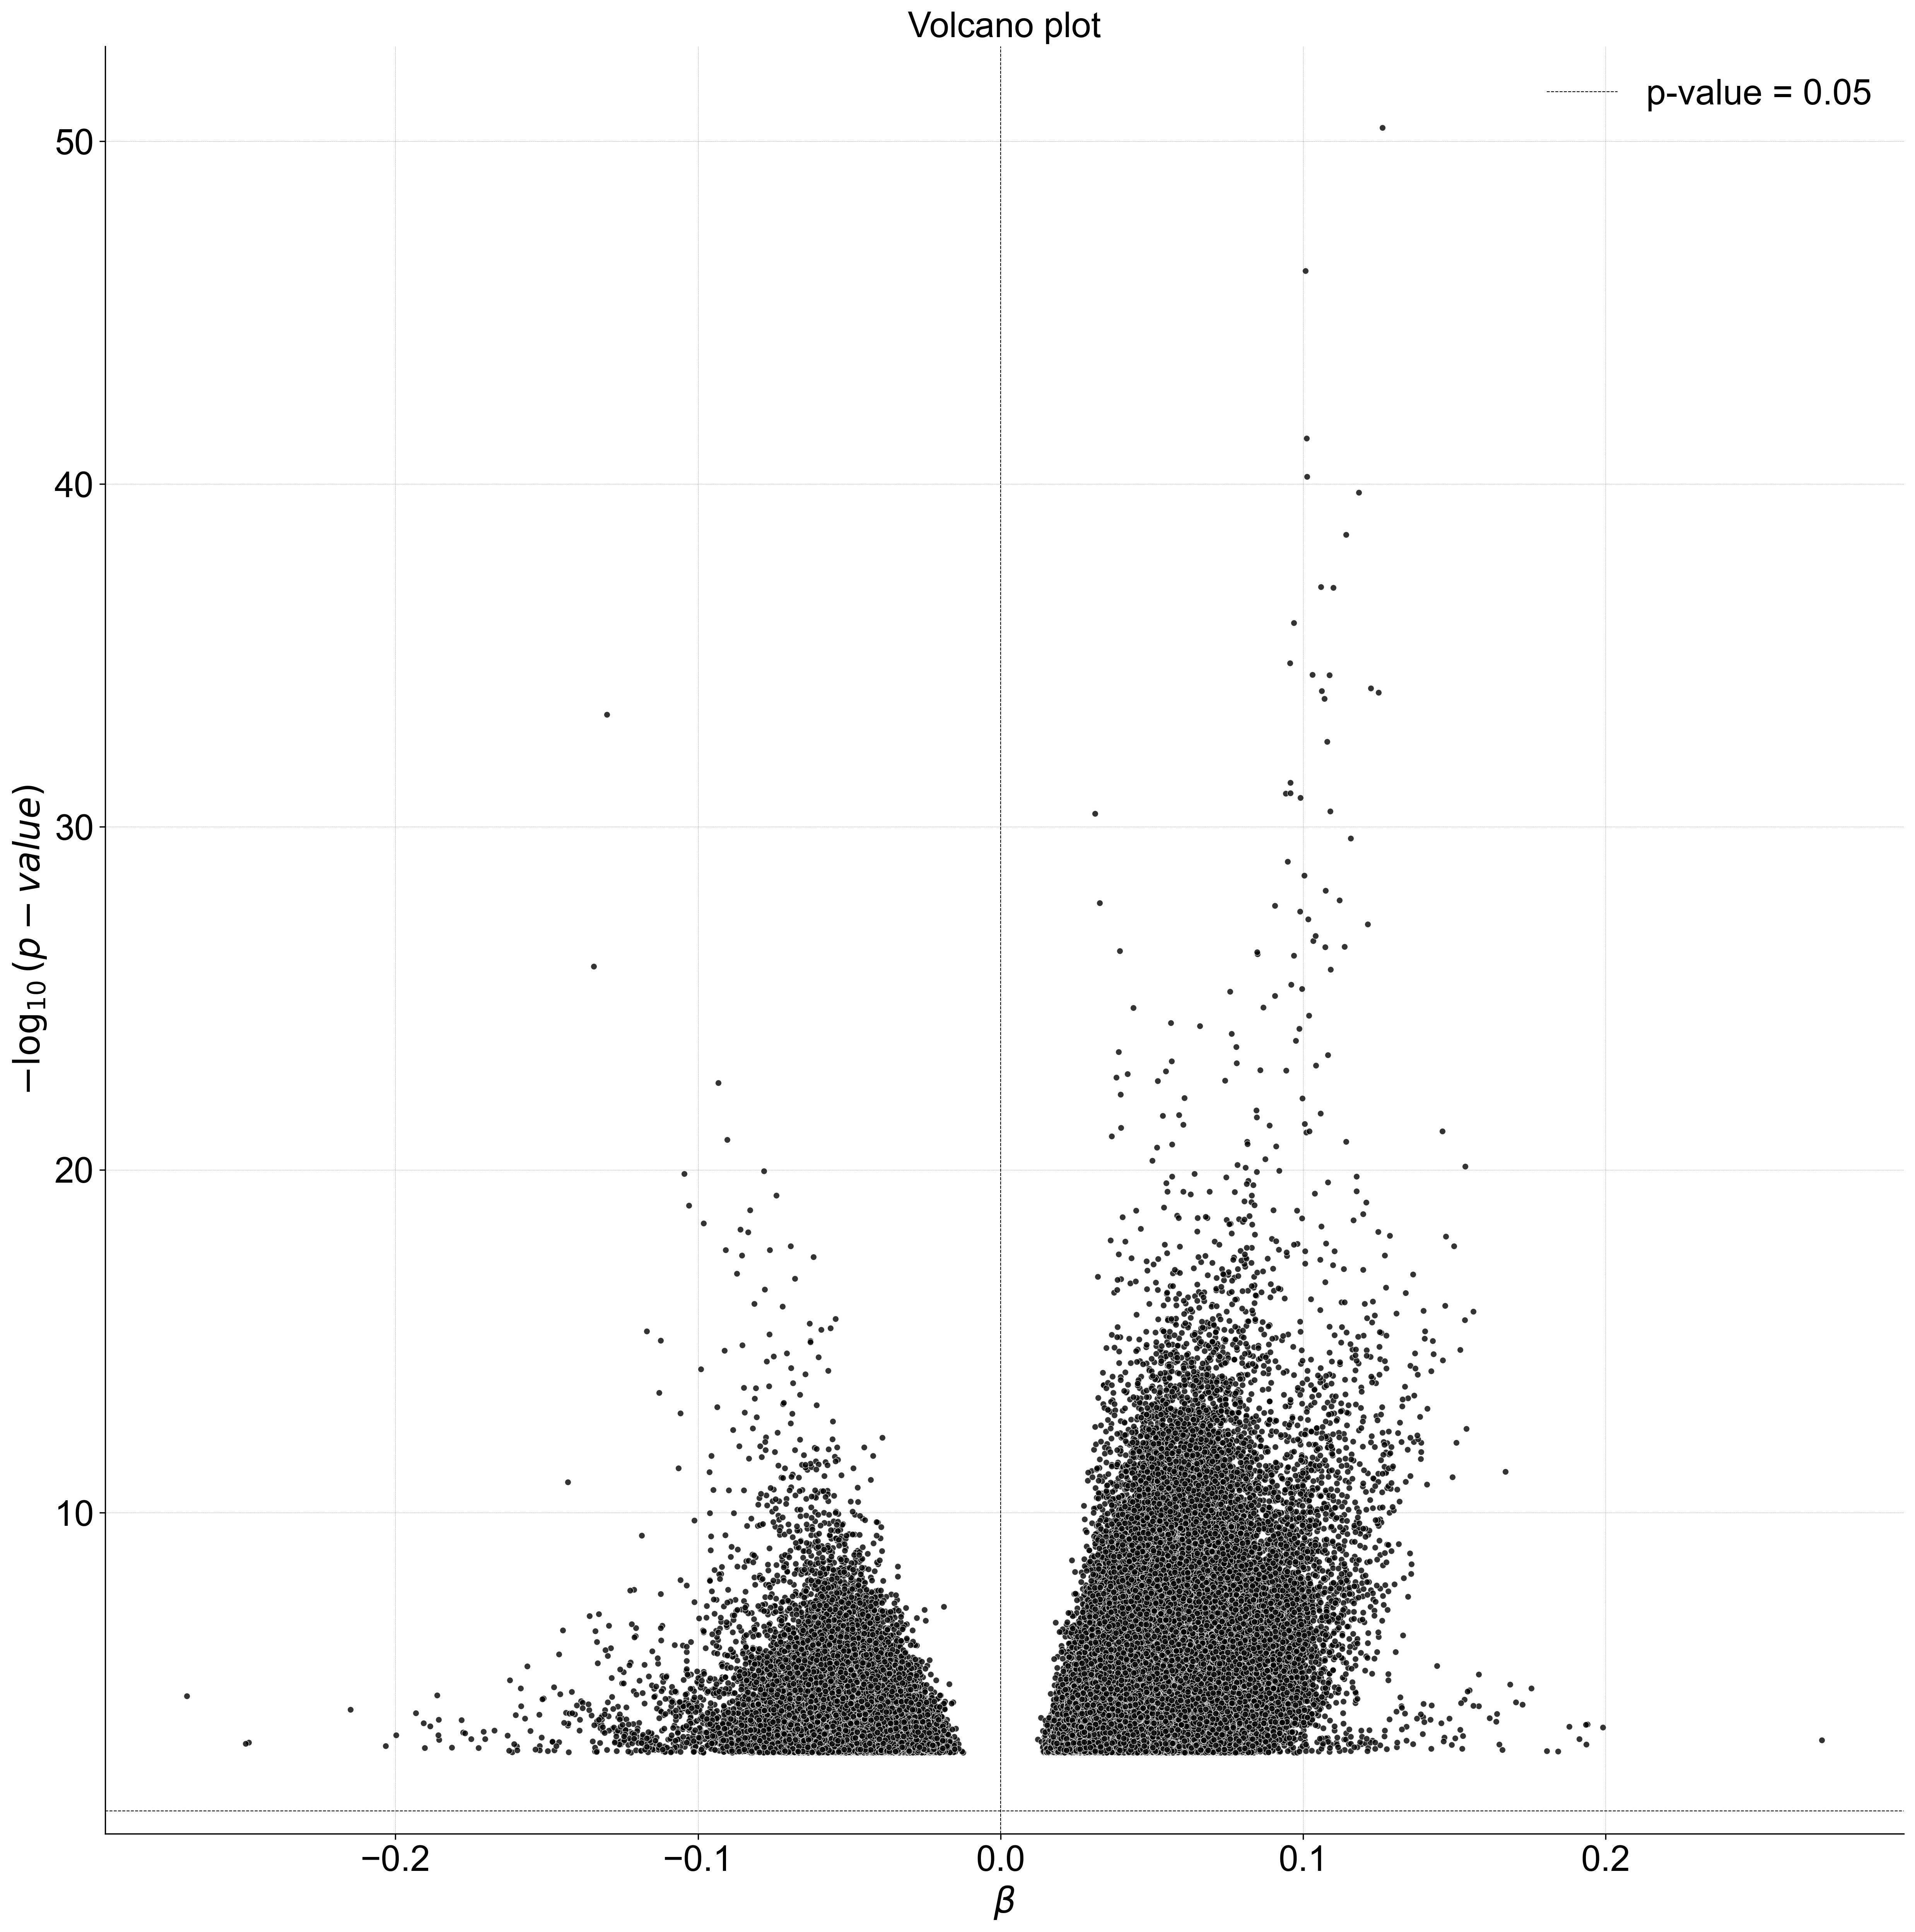 Volcano plot
p-value = 0.05
50
40
30
20
10
−log10 (p − value)
−0.2
−0.1
0.0
0.1
0.2
β